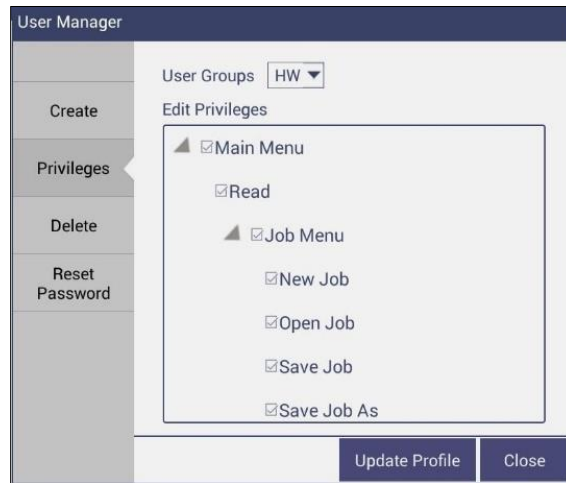 User Manager
Create
Privileges
Delete
Reset
Password
User Groups HW
Edit Privileges
Main Menu
Read
Job Menu
New Job
Open Job
Save Job
Save Job As
Update Profile
Close